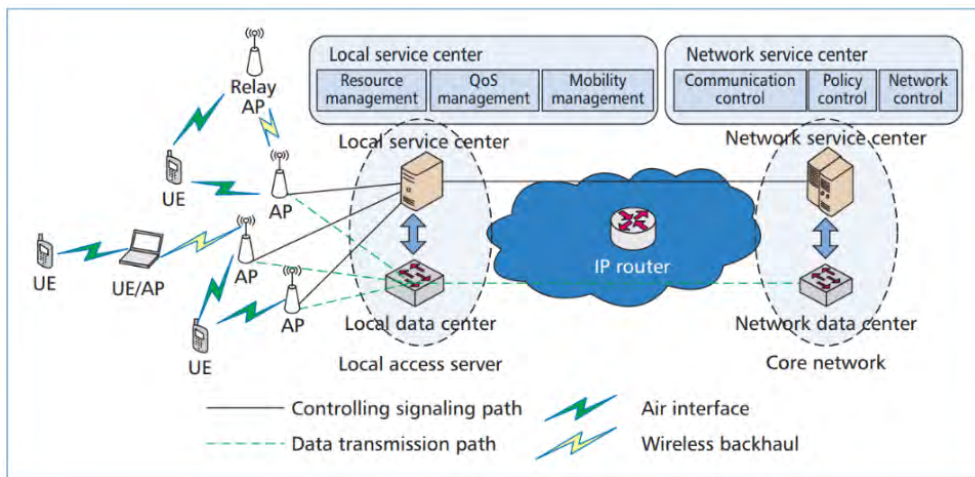 Local service center
Resource management
QoS management
Mobility management
Network service center
Communication control
Policy control
Network control
Relay AP
Local service center
Network service center
UE
AP
UE
UE/AP
AP
IP router
UE
AP
Local data center
Network data center
Local access server
Core network
Controlling signaling path
Air interface
Data transmission path
Wireless backhaul